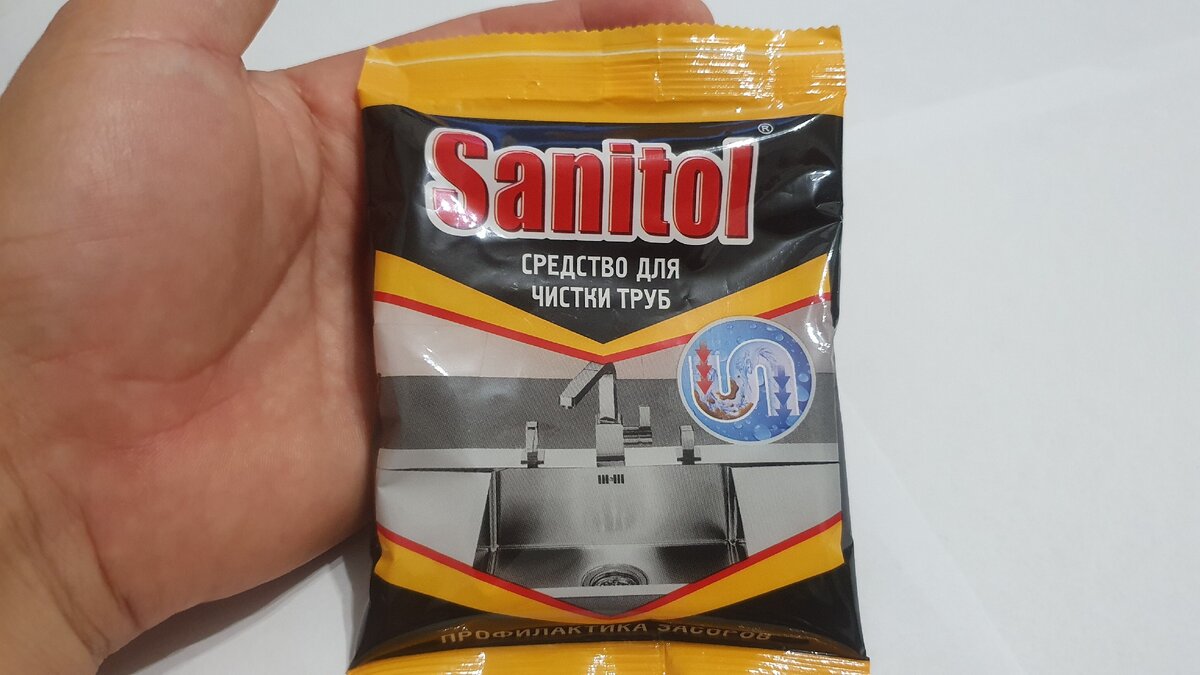 Sanitol®
СРЕДСТВО ДЛЯ
ЧИСТКИ ТРУБ
ПРОФИЛАКТИКА ЗАСОРОВ